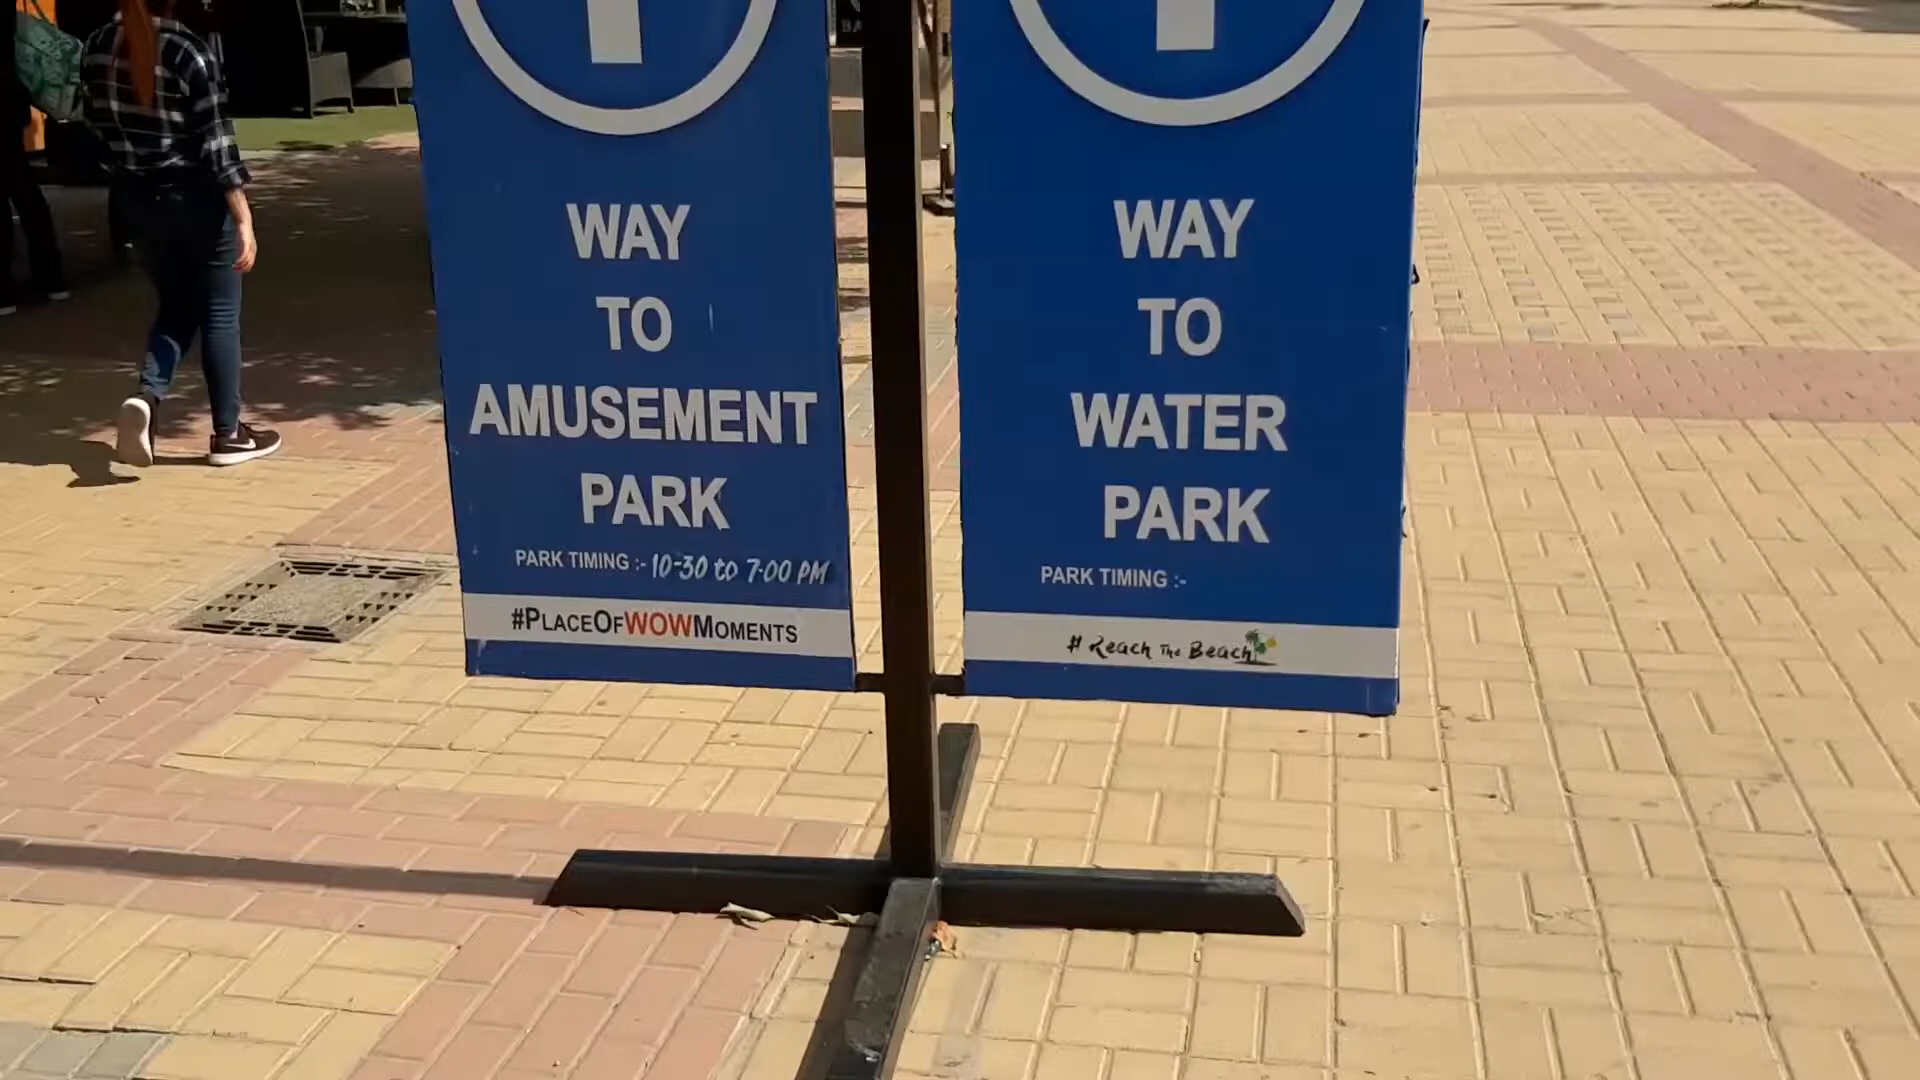 WAY
TO
AMUSEMENT
PARK
PARK TIMING :- 10-30 to 7-00 PM
#PLACEOFWOWMOMENTS
WAY
TO
WATER
PARK
PARK TIMING :-
# Reach The Beach